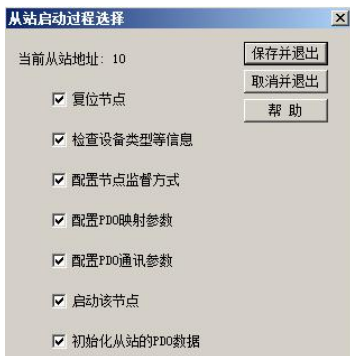 从站启动过程选择
当前从站地址: 10
保存并退出
取消并退出
帮 助
复位节点
检查设备类型等信息
配置节点监督方式
配置PDO映射参数
配置PDO通讯参数
启动该节点
初始化从站的PDO数据